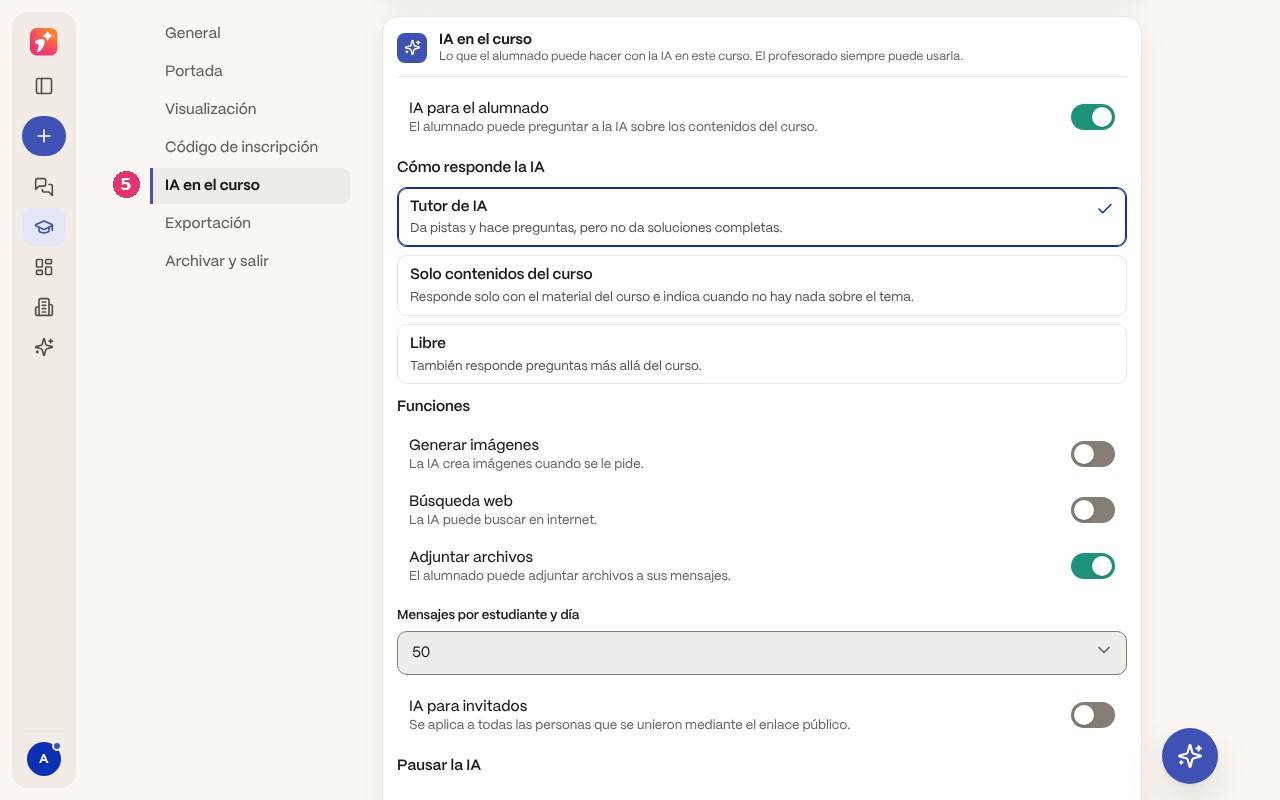 General
Portada
Visualización
Código de inscripción
5
IA en el curso
Exportación
Archivar y salir
IA en el curso
Lo que el alumnado puede hacer con la IA en este curso. El profesorado siempre puede usarla.
IA para el alumnado
El alumnado puede preguntar a la IA sobre los contenidos del curso.
Cómo responde la IA
Tutor de IA
Da pistas y hace preguntas, pero no da soluciones completas.
Solo contenidos del curso
Responde solo con el material del curso e indica cuando no hay nada sobre el tema.
Libre
También responde preguntas más allá del curso.
Funciones
Generar imágenes
La IA crea imágenes cuando se le pide.
Búsqueda web
La IA puede buscar en internet.
Adjuntar archivos
El alumnado puede adjuntar archivos a sus mensajes.
Mensajes por estudiante y día
50
IA para invitados
Se aplica a todas las personas que se unieron mediante el enlace público.
Pausar la IA
A